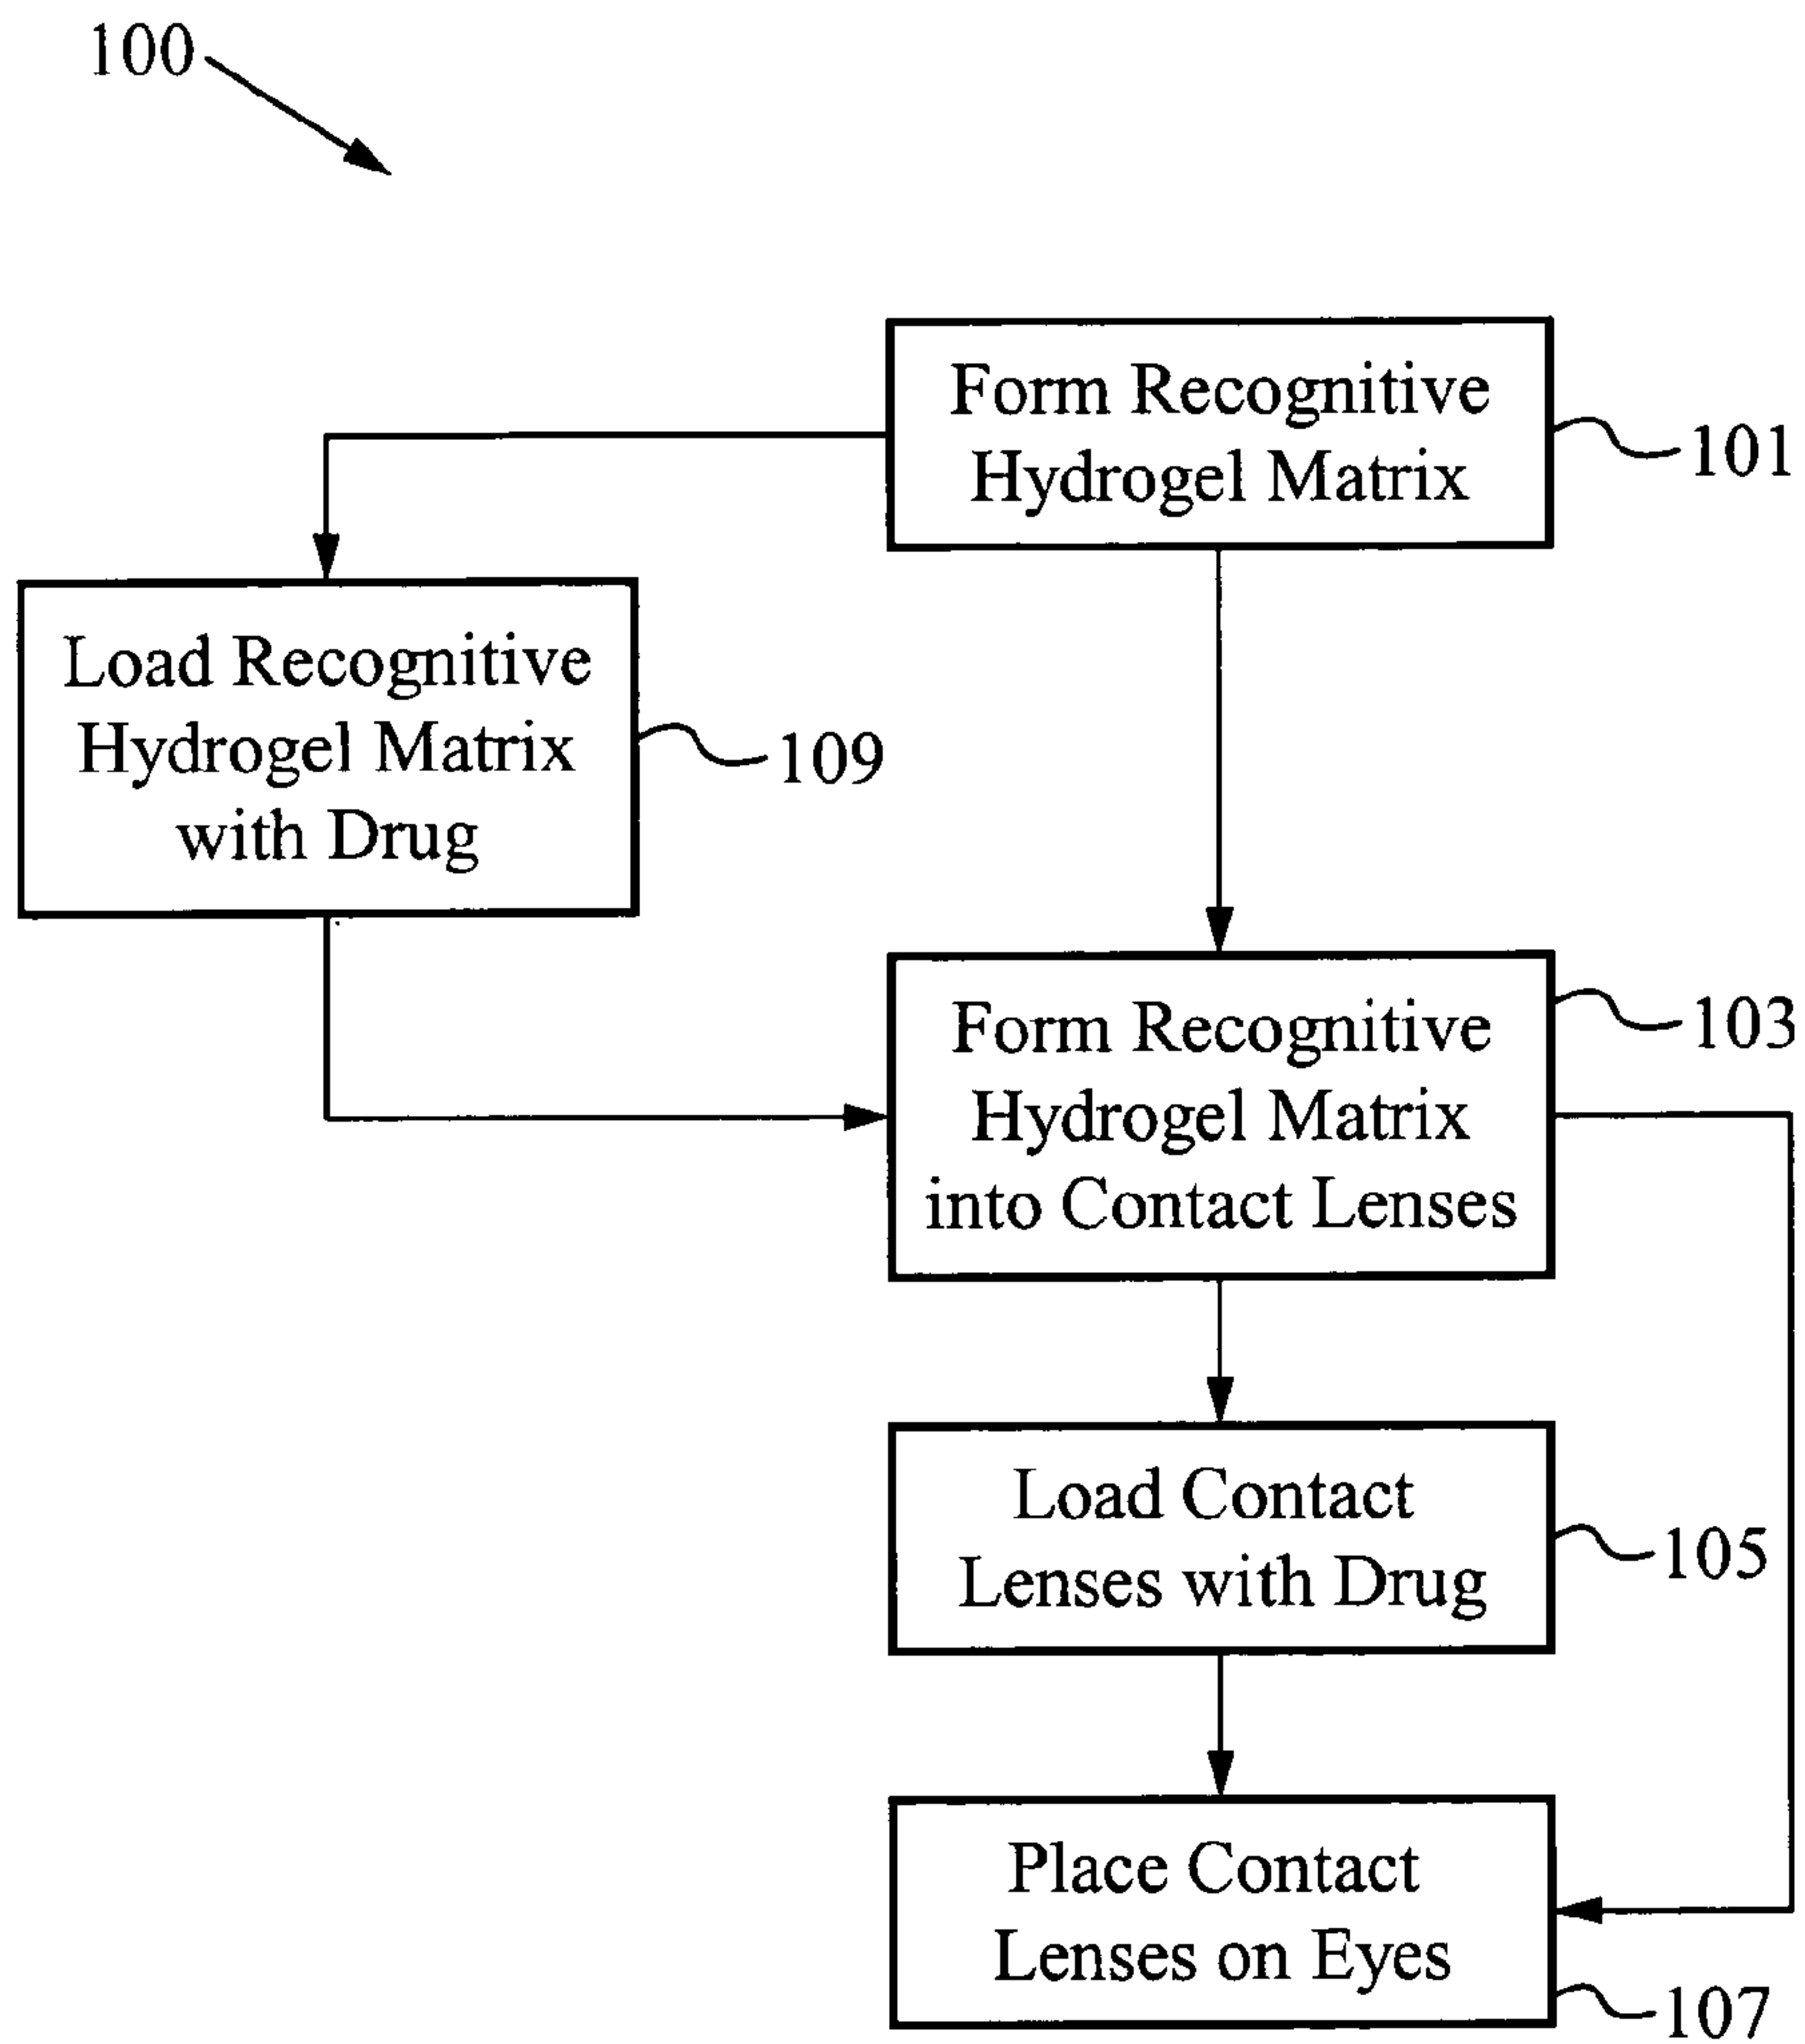 100
Form Recognitive
Hydrogel Matrix
101
Load Recognitive
Hydrogel Matrix
with Drug
109
Form Recognitive
Hydrogel Matrix
into Contact Lenses
103
Load Contact
Lenses with Drug
105
Place Contact
Lenses on Eyes
107